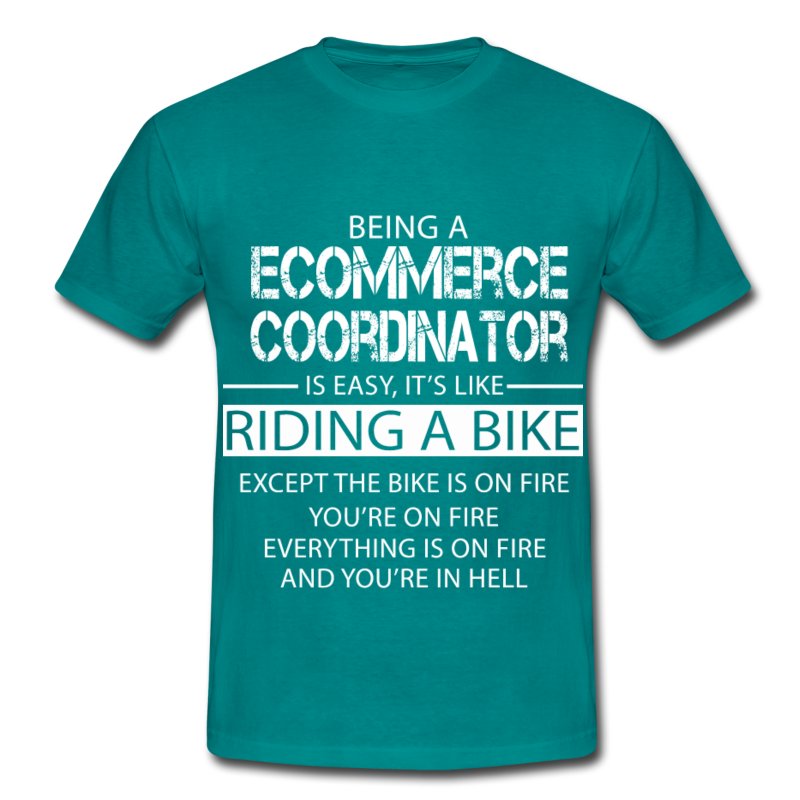 BEING A
ECOMMERCE
COORDINATOR
IS EASY, IT'S LIKE
RIDING A BIKE
EXCEPT THE BIKE IS ON FIRE
YOU'RE ON FIRE
EVERYTHING IS ON FIRE
AND YOU'RE IN HELL